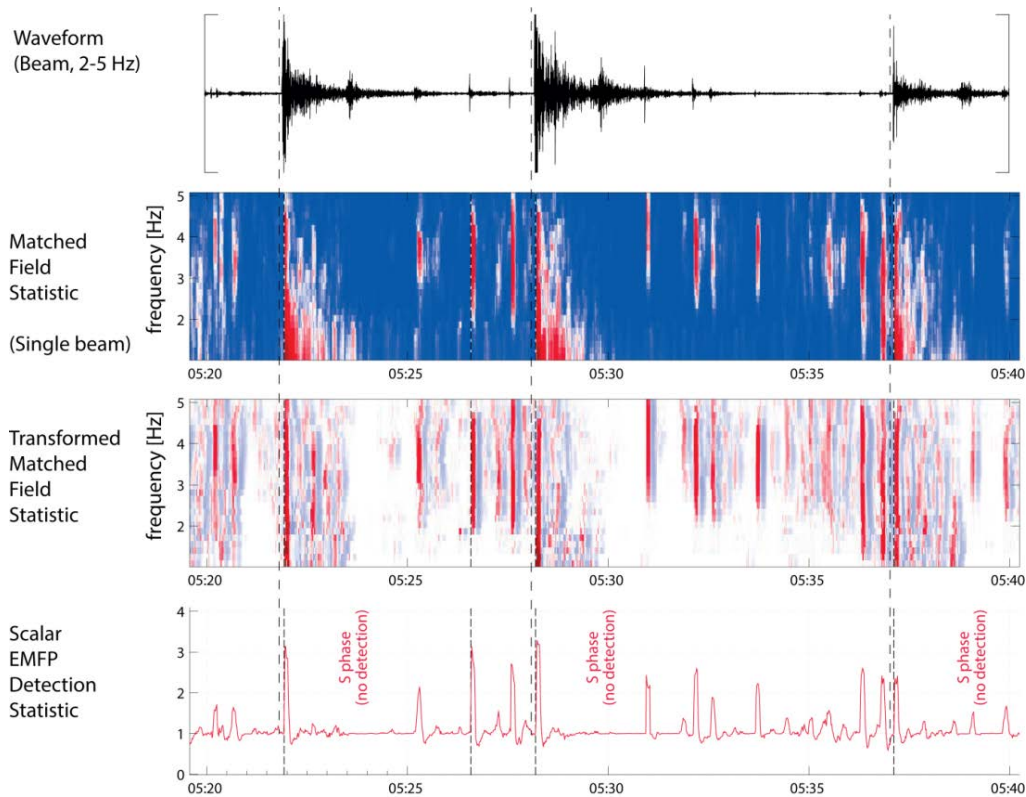 Waveform
(Beam, 2-5 Hz)
Matched
Field
Statistic
(Single beam)
frequency [Hz]
5
4
3
2
05:20 05:25 05:30 05:35 05:40
Transformed
Matched
Field
Statistic
frequency [Hz]
5
4
3
2
05:20 05:25 05:30 05:35 05:40
Scalar
EMFP
Detection
Statistic
4
3
2
1
0
S phase
(no detection)
S phase
(no detection)
S phase
(no detection)
05:20 05:25 05:30 05:35 05:40